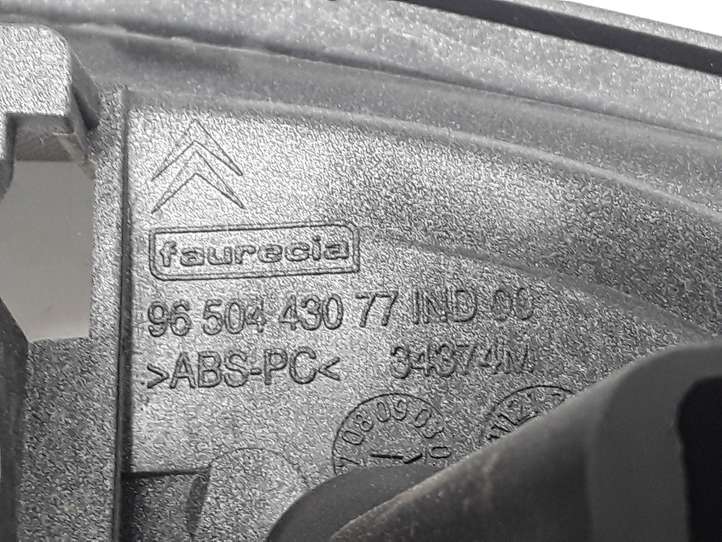 faurecia
96 504 430 77 IND 00
>ABS-PC< 34374M